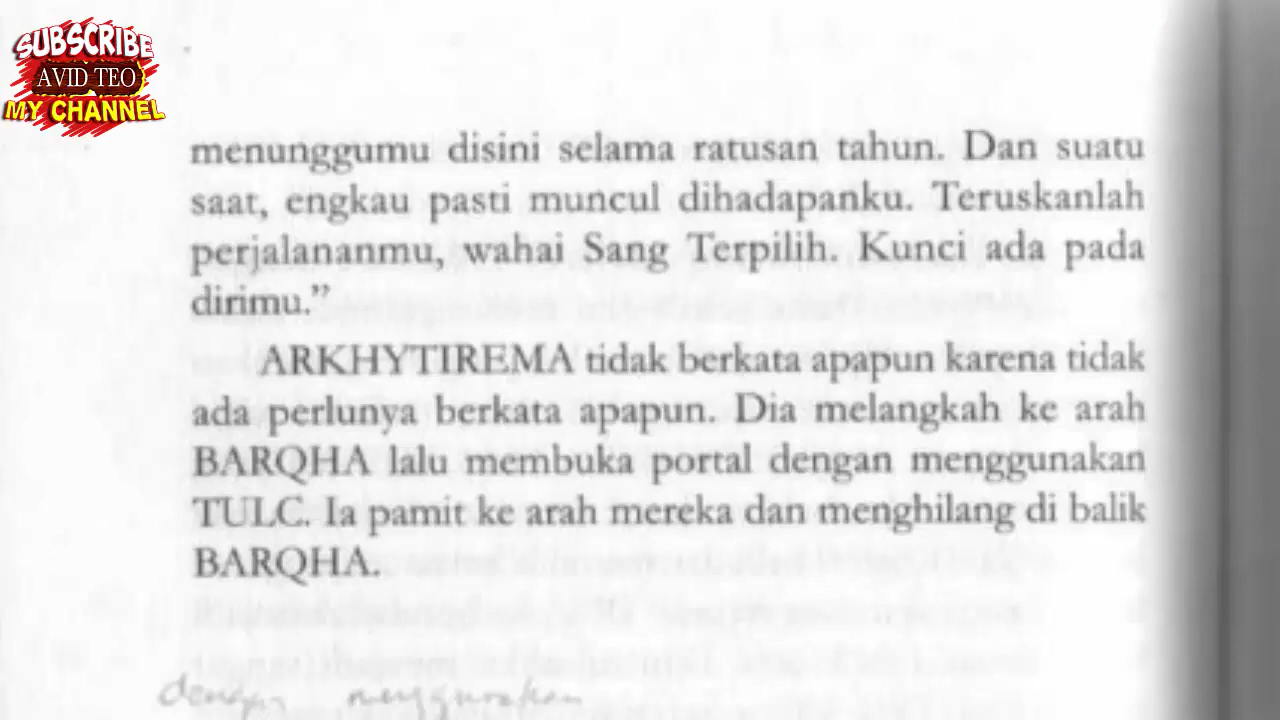 SUBSCRIBE
AVID TEO
MY CHANNEL
menunggumu disini selama ratusan tahun. Dan suatu
saat, engkau pasti muncul dihadapanku. Teruskanlah
perjalananmu, wahai Sang Terpilih. Kunci ada pada
dirimu.”
ARKHYTIREMA tidak berkata apapun karena tidak
ada perlunya berkata apapun. Dia melangkah ke arah
BARQHA lalu membuka portal dengan menggunakan
TULC. Ia pamit ke arah mereka dan menghilang di balik
BARQHA.
dengan menggunakan